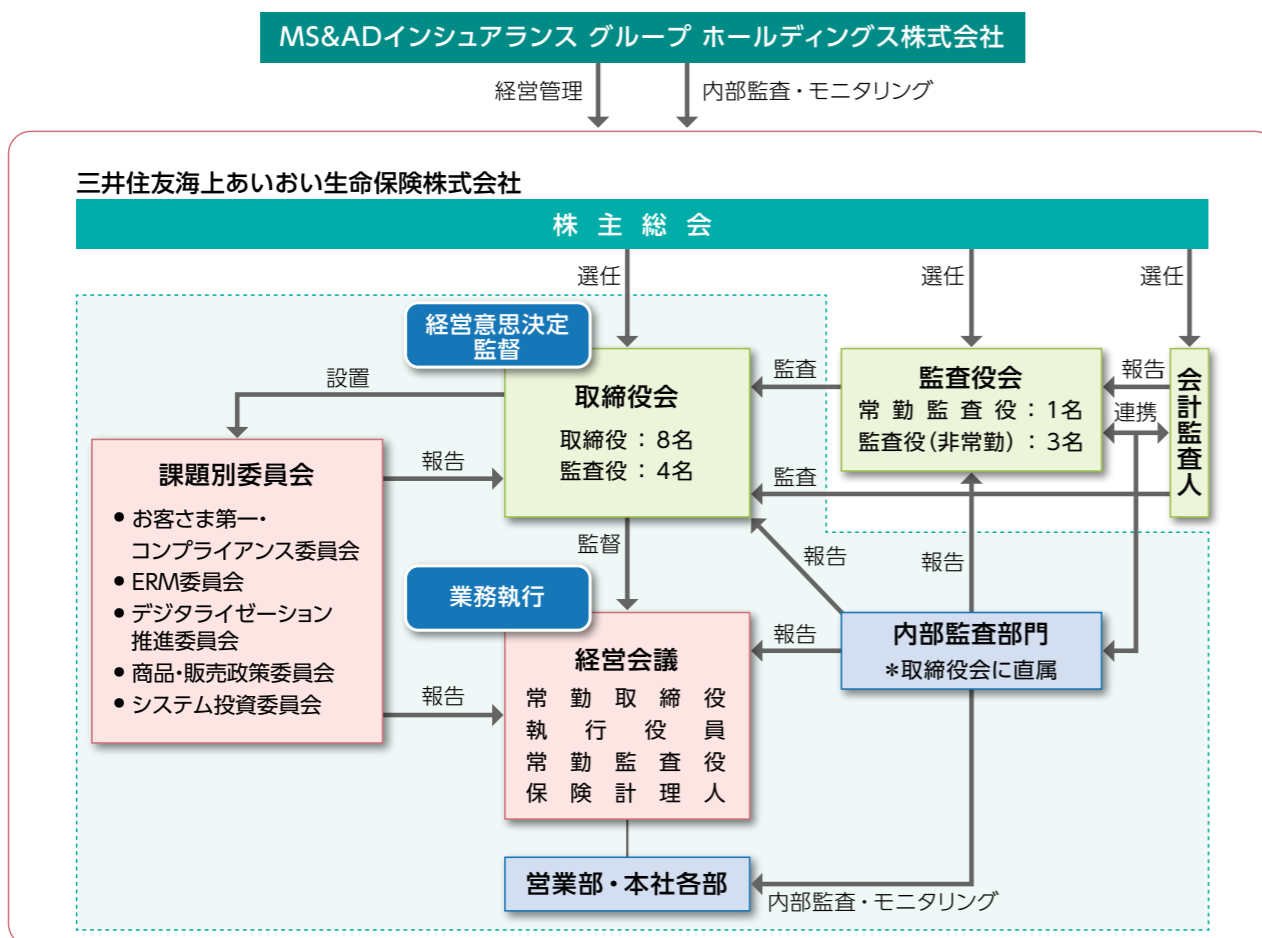 MS&ADインシュアランス グループ ホールディングス株式会社
経営管理
内部監査・モニタリング
三井住友海上あいおい生命保険株式会社
株主総会
選任
選任
選任
経営意思決定
監督
設置
取締役会
取締役：8名
監査役：4名
監査
監査役会
常勤監査役：1名
監査役(非常勤)：3名
報告
連携
会計監査人
課題別委員会
• お客さま第一・
コンプライアンス委員会
• ERM委員会
• デジタライゼーション
推進委員会
• 商品・販売政策委員会
• システム投資委員会
報告
監査
監督
報告
報告
業務執行
経営会議
常勤取締役
執行役員
常勤監査役
保険計理人
報告
報告
内部監査部門
＊取締役会に直属
営業部・本社各部
内部監査・モニタリング